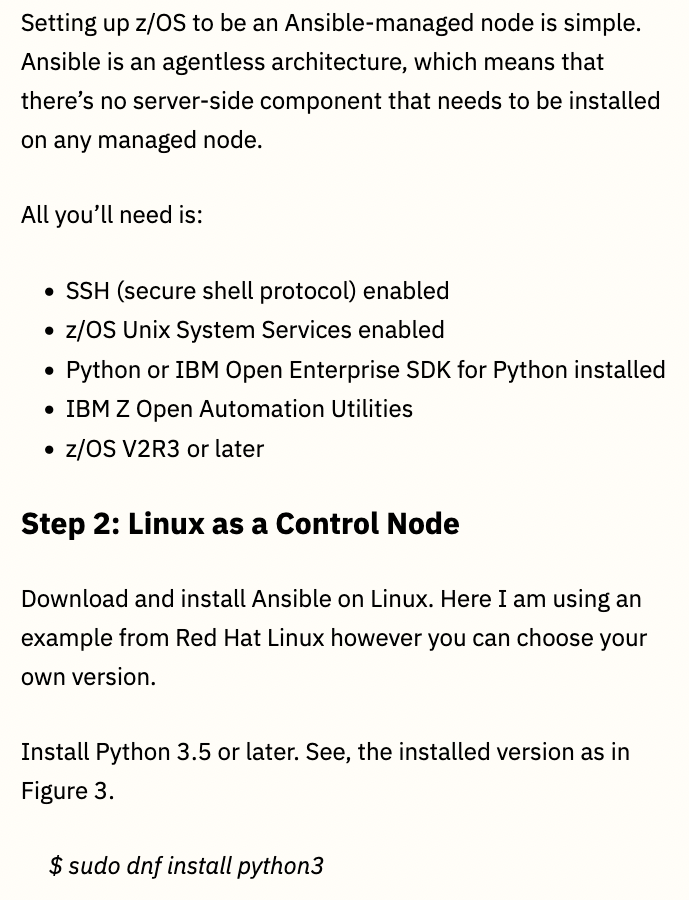 Setting up z/OS to be an Ansible-managed node is simple.
Ansible is an agentless architecture, which means that
there’s no server-side component that needs to be installed
on any managed node.
All you’ll need is:
• SSH (secure shell protocol) enabled
• z/OS Unix System Services enabled
• Python or IBM Open Enterprise SDK for Python installed
• IBM Z Open Automation Utilities
• z/OS V2R3 or later
Step 2: Linux as a Control Node
Download and install Ansible on Linux. Here I am using an
example from Red Hat Linux however you can choose your
own version.
Install Python 3.5 or later. See, the installed version as in
Figure 3.
$ sudo dnf install python3